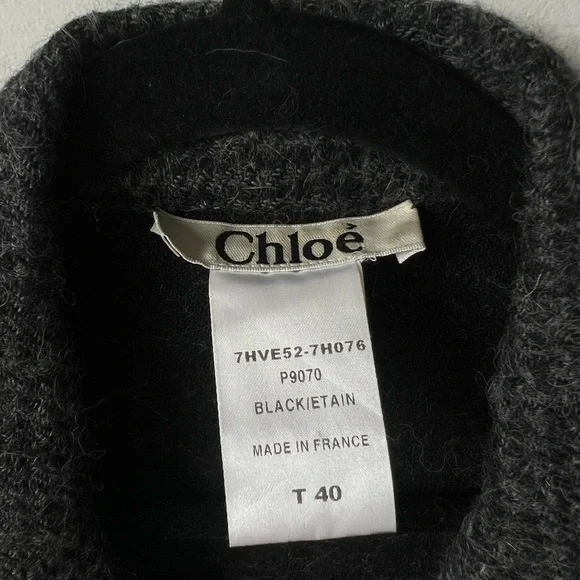 Chloé
7HVE52-7H076
P9070
BLACK/ETAIN
MADE IN FRANCE
T 40